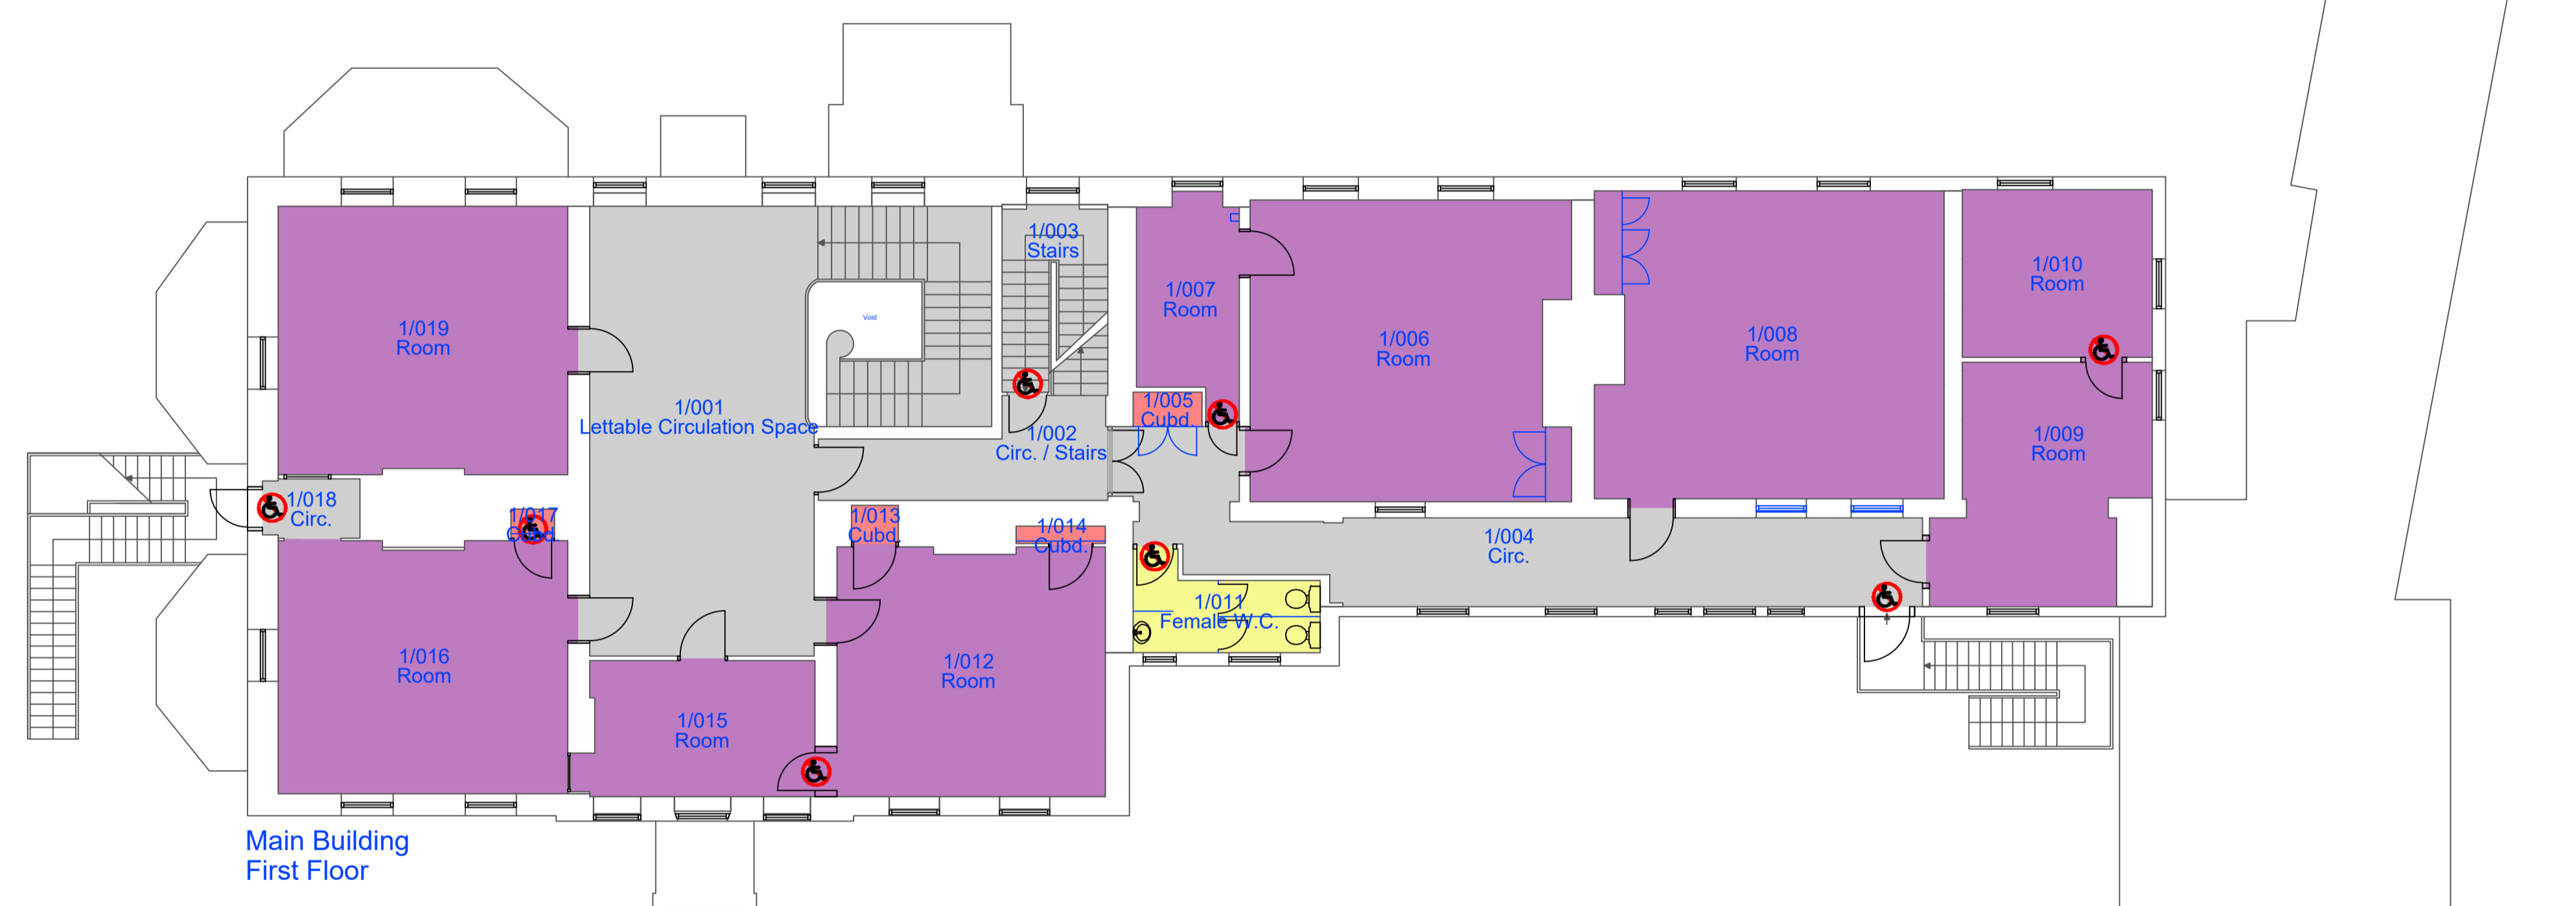 1/003
Stairs
1/010
Room
1/007
Room
Void
1/019
Room
1/006
Room
1/008
Room
1/001
Lettable Circulation Space
1/005
Cubd.
1/002
Circ. / Stairs
1/009
Room
1/018
Circ.
1/017
Cubd.
1/013
Cubd.
1/014
Cubd.
1/004
Circ.
1/011
Female W.C.
1/016
Room
1/012
Room
1/015
Room
Main Building
First Floor